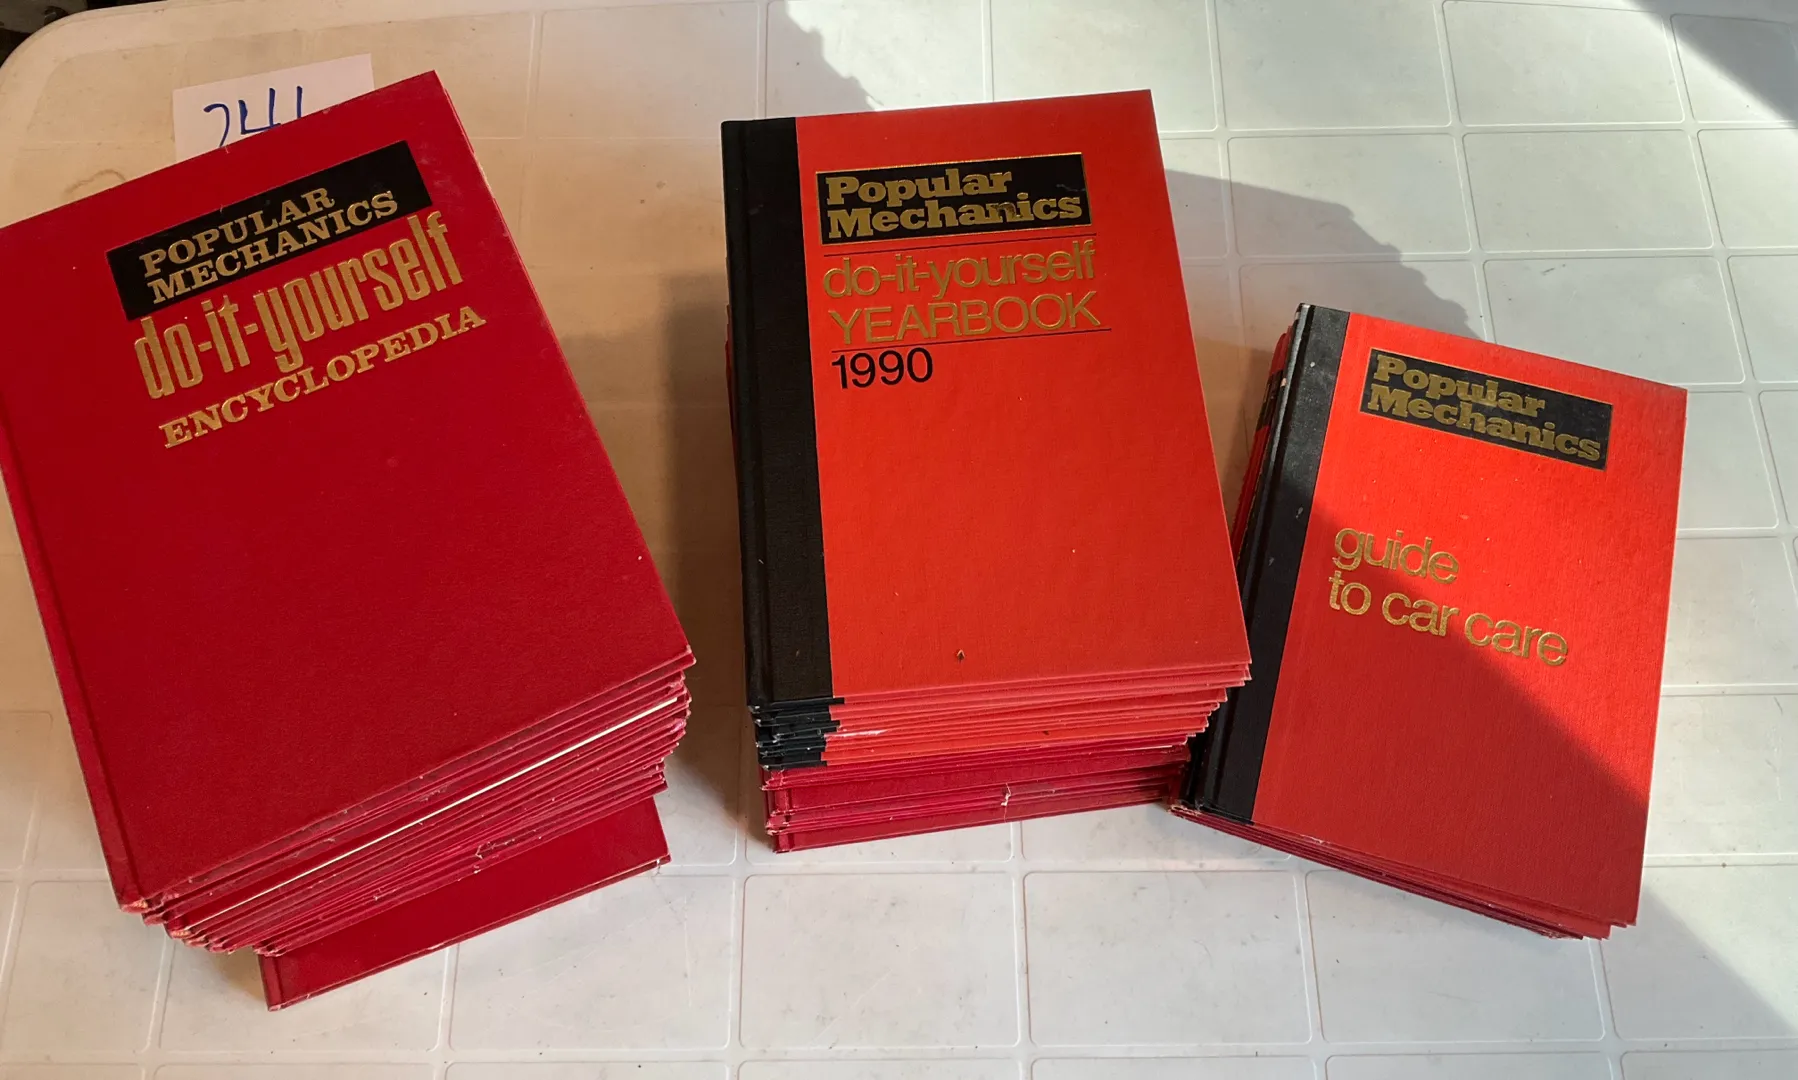 241
POPULAR
MECHANICS
do-it-yourself
ENCYCLOPEDIA
Popular
Mechanics
do-it-yourself
YEARBOOK
1990
Popular
Mechanics
guide
to car care